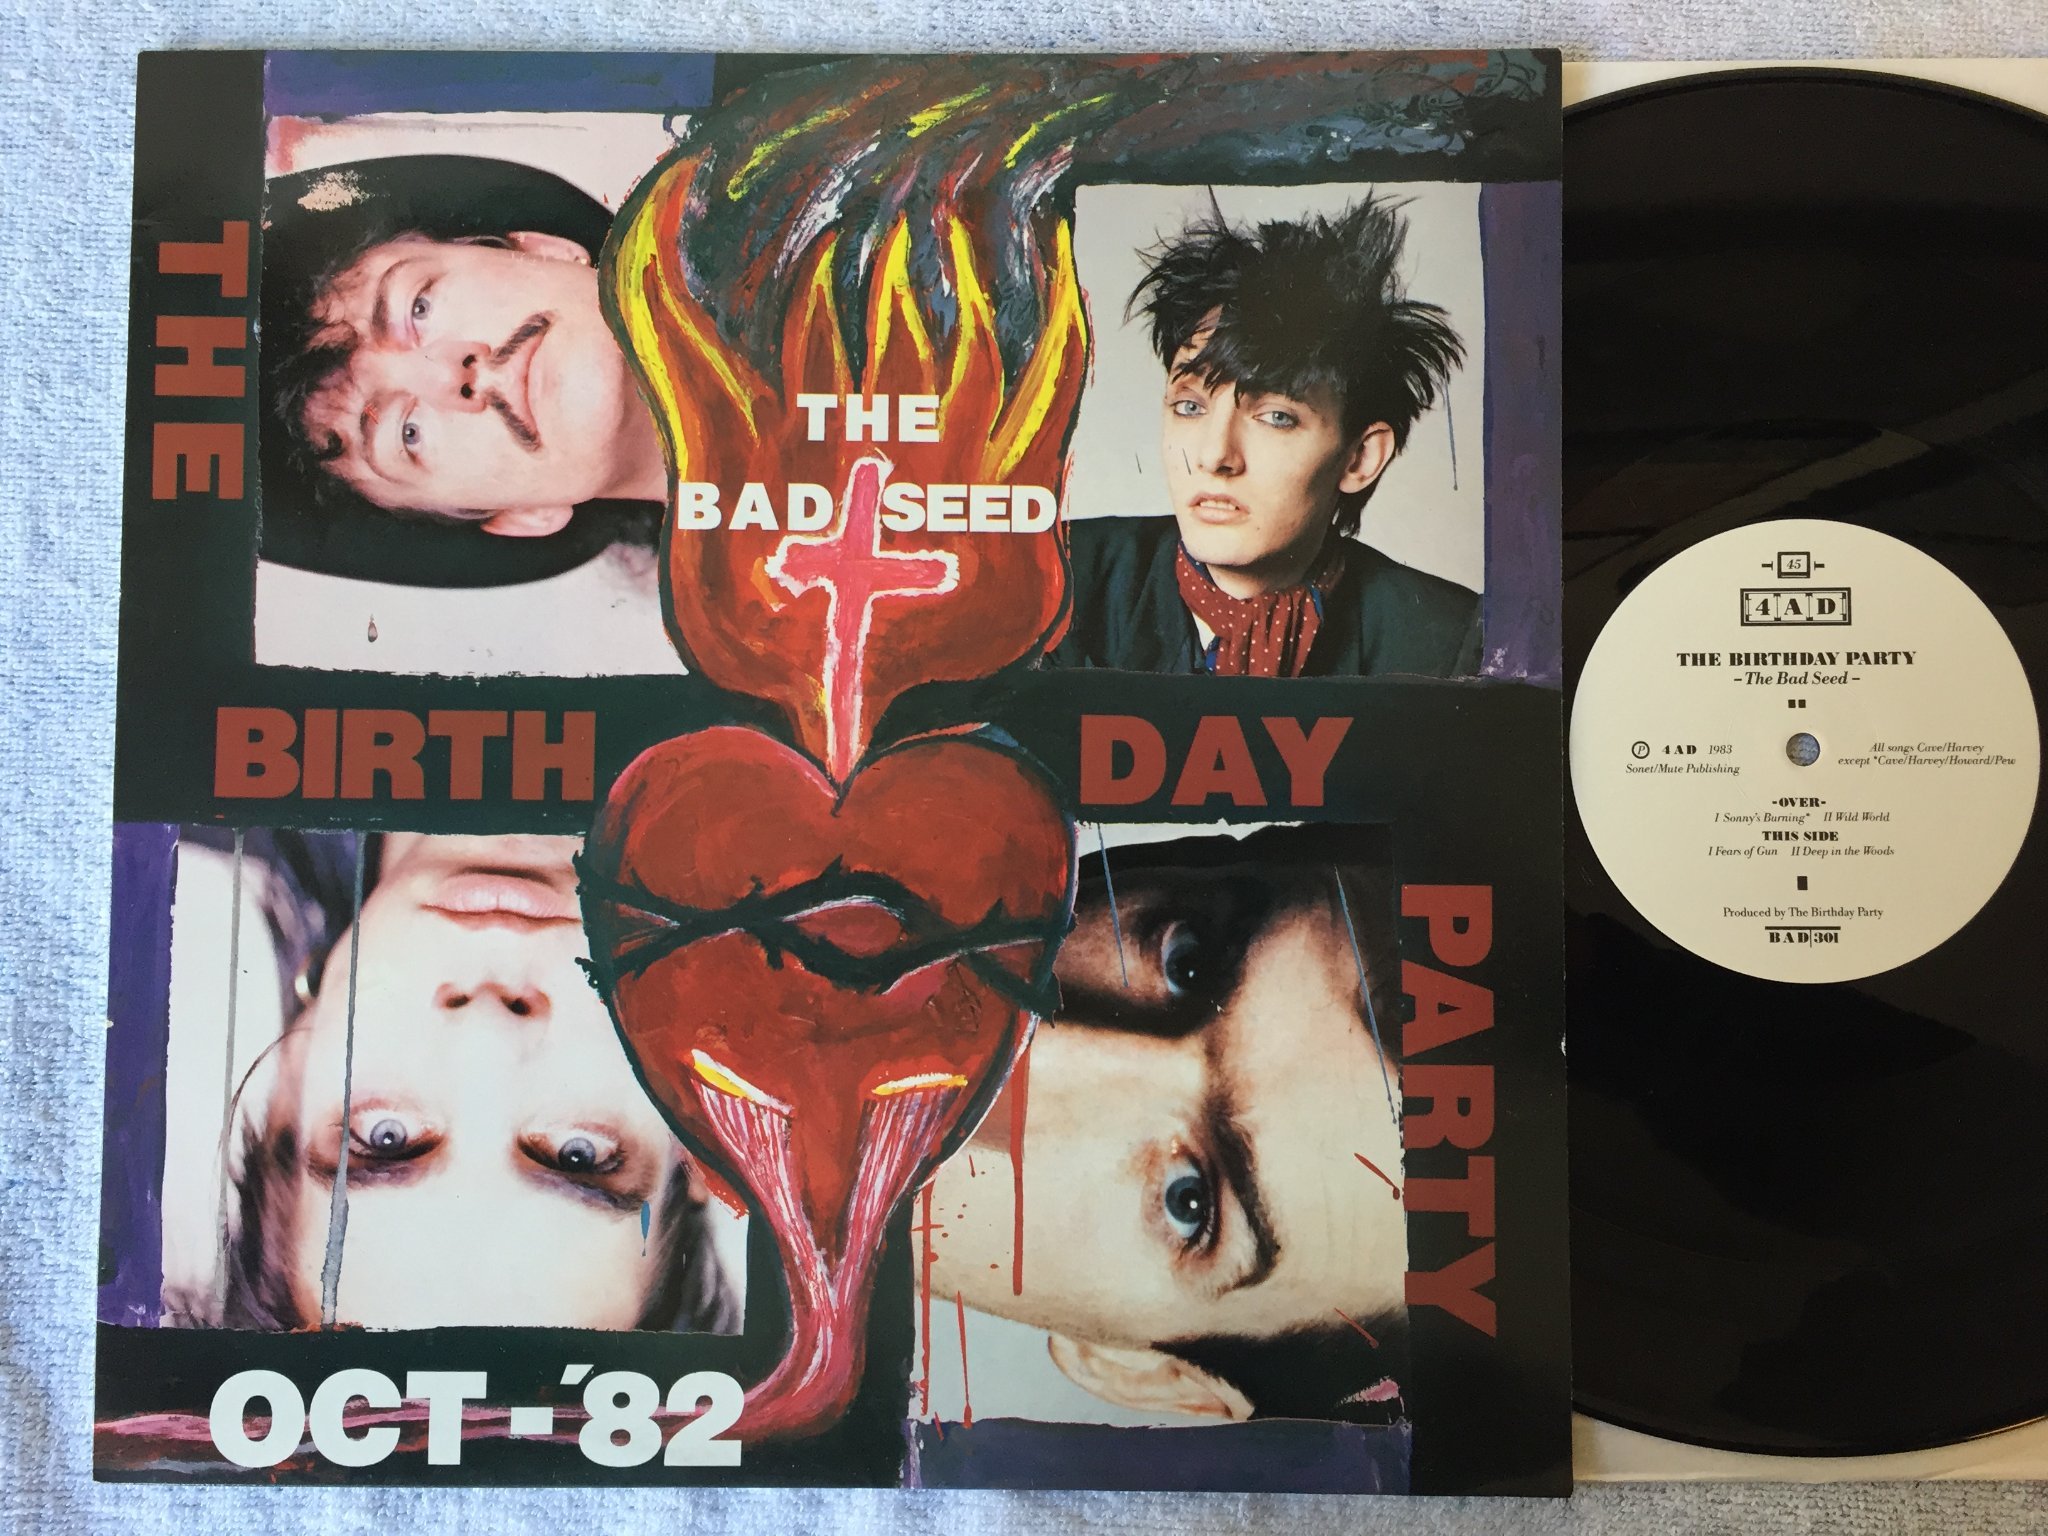 THE
BIRTH DAY
PARTY
THE
BAD SEED
OCT-'82
45
4AD
THE BIRTHDAY PARTY
–The Bad Seed–
Ⓟ 4AD 1983
Sonet/Mute Publishing
All songs Cave/Harvey
except *Cave/Harvey/Howard/Pew
-OVER-
I Sonny's Burning* II Wild World
THIS SIDE
I Fears of Gun II Deep in the Woods
Produced by The Birthday Party
BAD|301